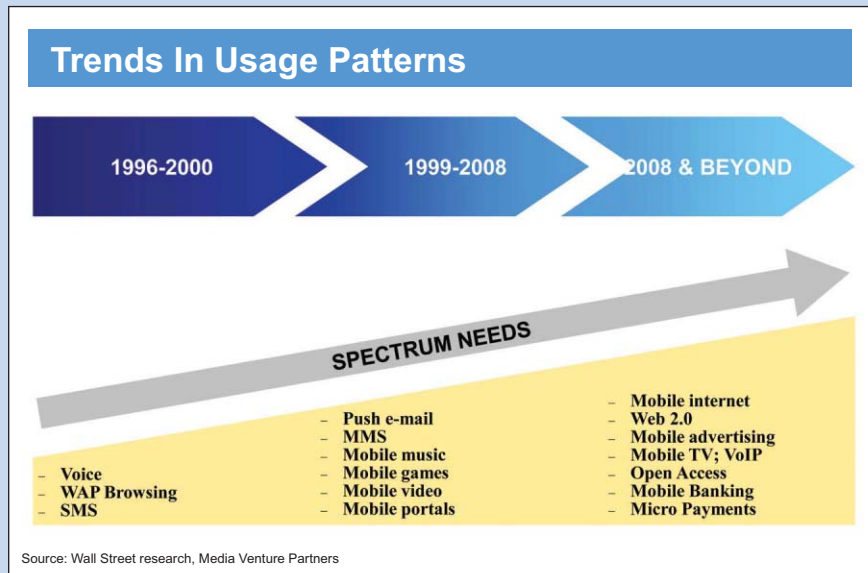 Trends In Usage Patterns
1996-2000
1999-2008
2008 & BEYOND
SPECTRUM NEEDS
– Voice
– WAP Browsing
– SMS
– Push e-mail
– MMS
– Mobile music
– Mobile games
– Mobile video
– Mobile portals
– Mobile internet
– Web 2.0
– Mobile advertising
– Mobile TV; VoIP
– Open Access
– Mobile Banking
– Micro Payments
Source: Wall Street research, Media Venture Partners